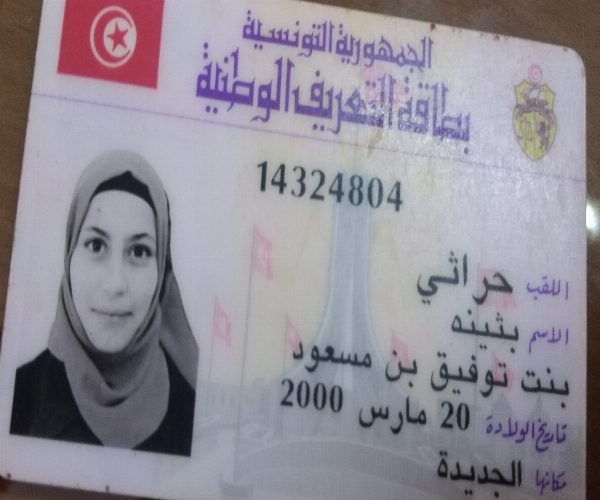 الجمهورية التونسية
بطاقة التعريف الوطنية
14324804
اللقب حراثي
الاسم بثينه
بنت توفيق بن مسعود
تاريخ الولادة 20 مارس 2000
مكانها الجديدة